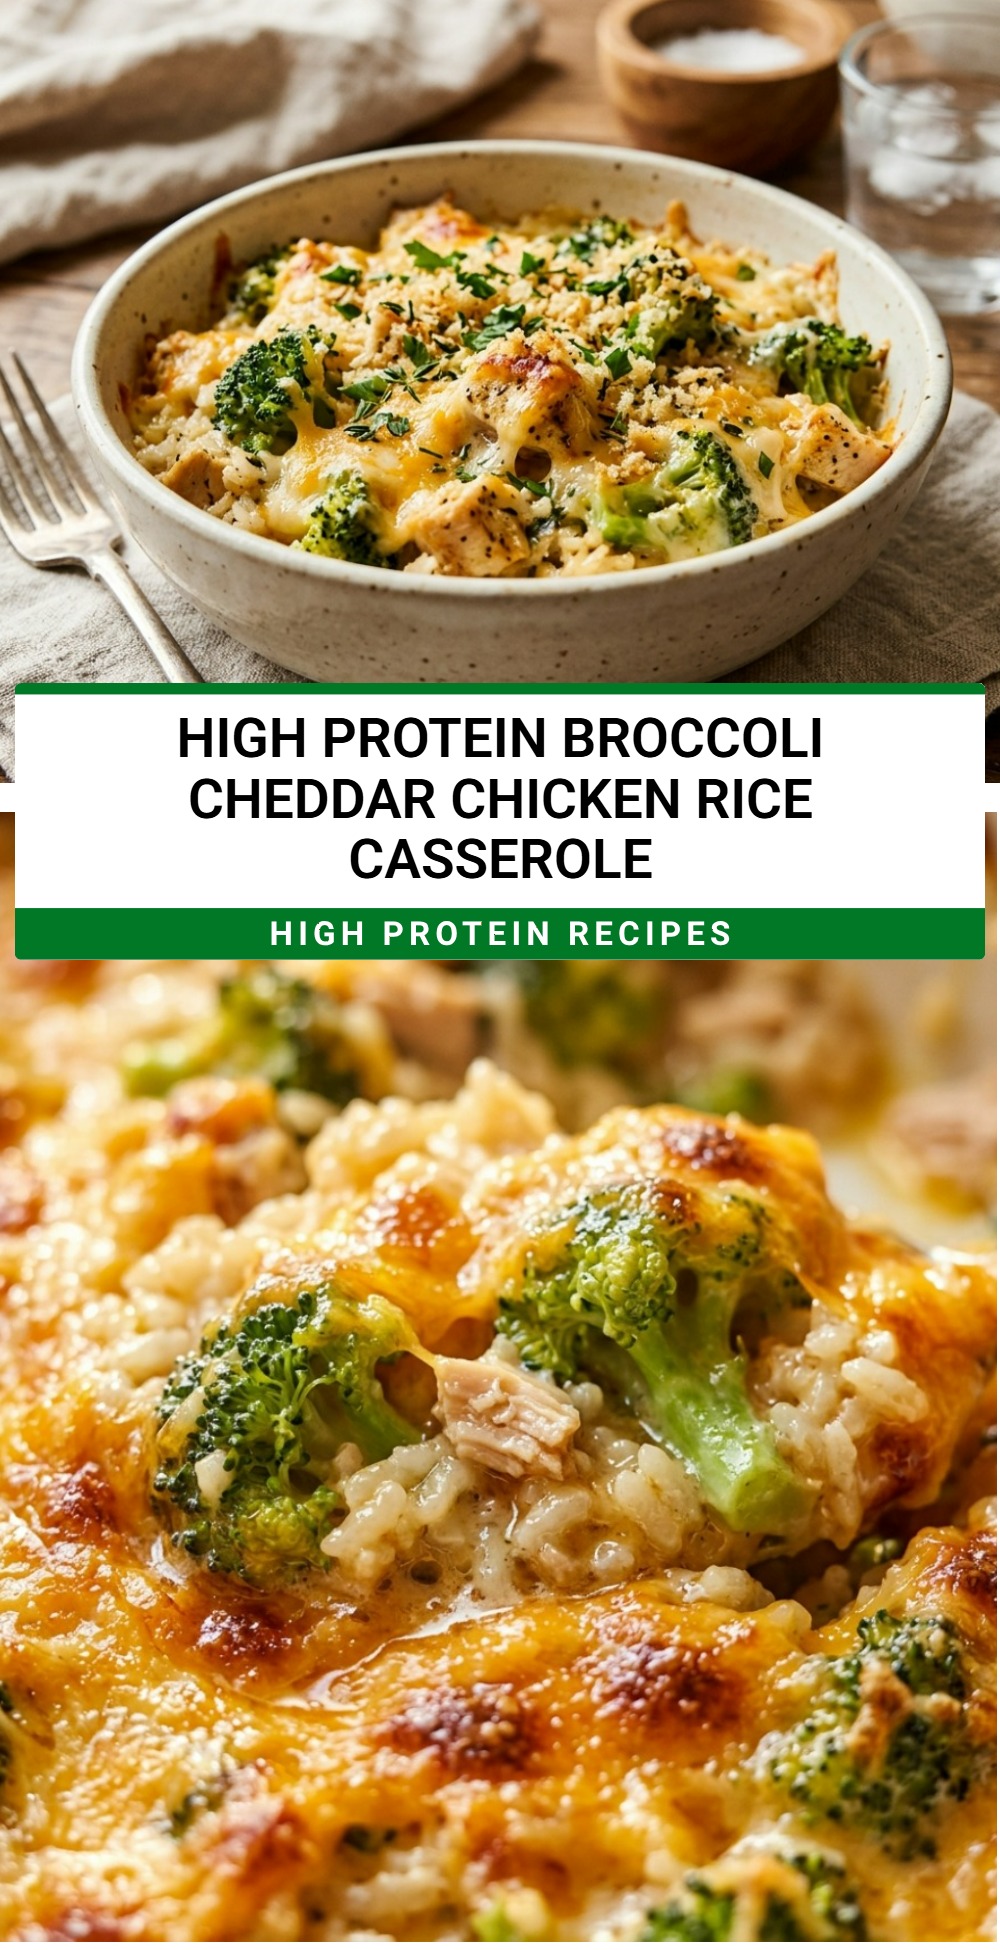 HIGH PROTEIN BROCCOLI
CHEDDAR CHICKEN RICE
CASSEROLE
HIGH PROTEIN RECIPES